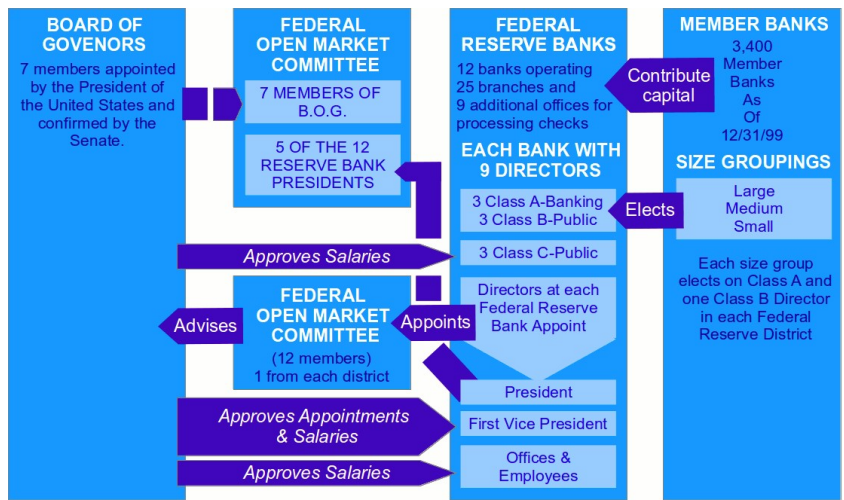 BOARD OF
GOVENORS
7 members appointed
by the President of
the United States and
confirmed by the
Senate.
FEDERAL
OPEN MARKET
COMMITTEE
7 MEMBERS OF
B.O.G.
5 OF THE 12
RESERVE BANK
PRESIDENTS
FEDERAL
RESERVE BANKS
12 banks operating
25 branches and
9 additional offices for
processing checks
EACH BANK WITH
9 DIRECTORS
3 Class A-Banking
3 Class B-Public
3 Class C-Public
Directors at each
Federal Reserve
Bank Appoint
President
First Vice President
Offices &
Employees
Contribute
capital
Elects
MEMBER BANKS
3,400
Member
Banks
As
Of
12/31/99
SIZE GROUPINGS
Large
Medium
Small
Each size group
elects on Class A and
one Class B Director
in each Federal
Reserve District
Approves Salaries
Advises
FEDERAL
OPEN MARKET
COMMITTEE
(12 members)
1 from each district
Appoints
Approves Appointments
& Salaries
Approves Salaries